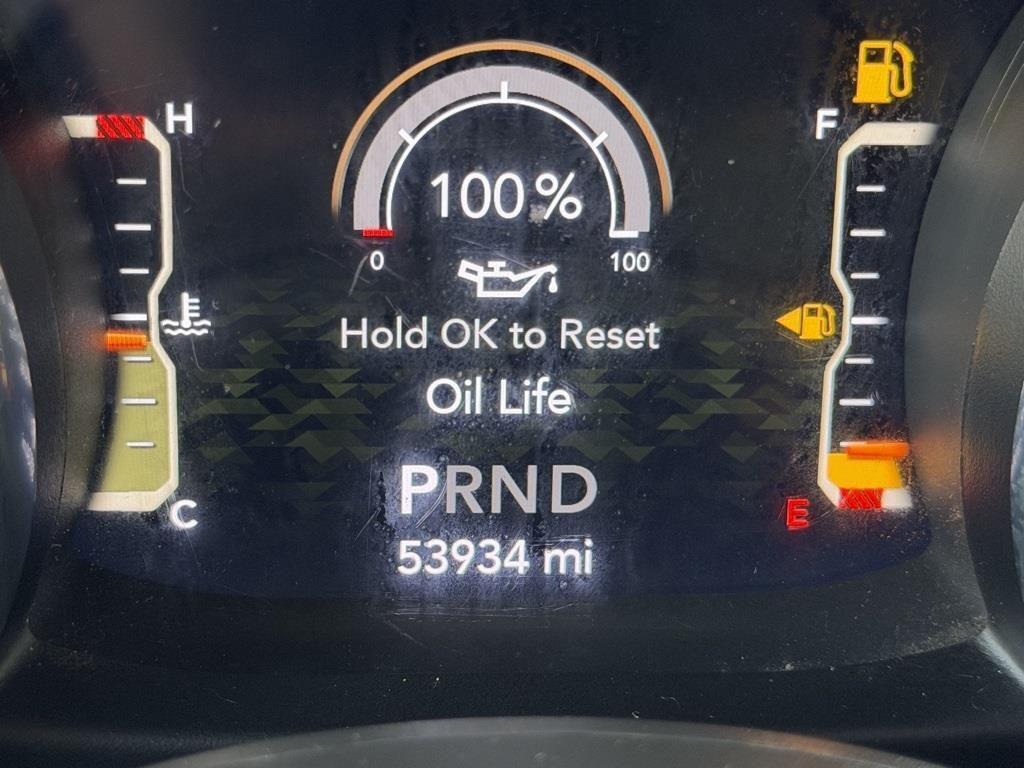 H
F
100%
0
100
Hold OK to Reset
Oil Life
PRND
C
E
53934 mi